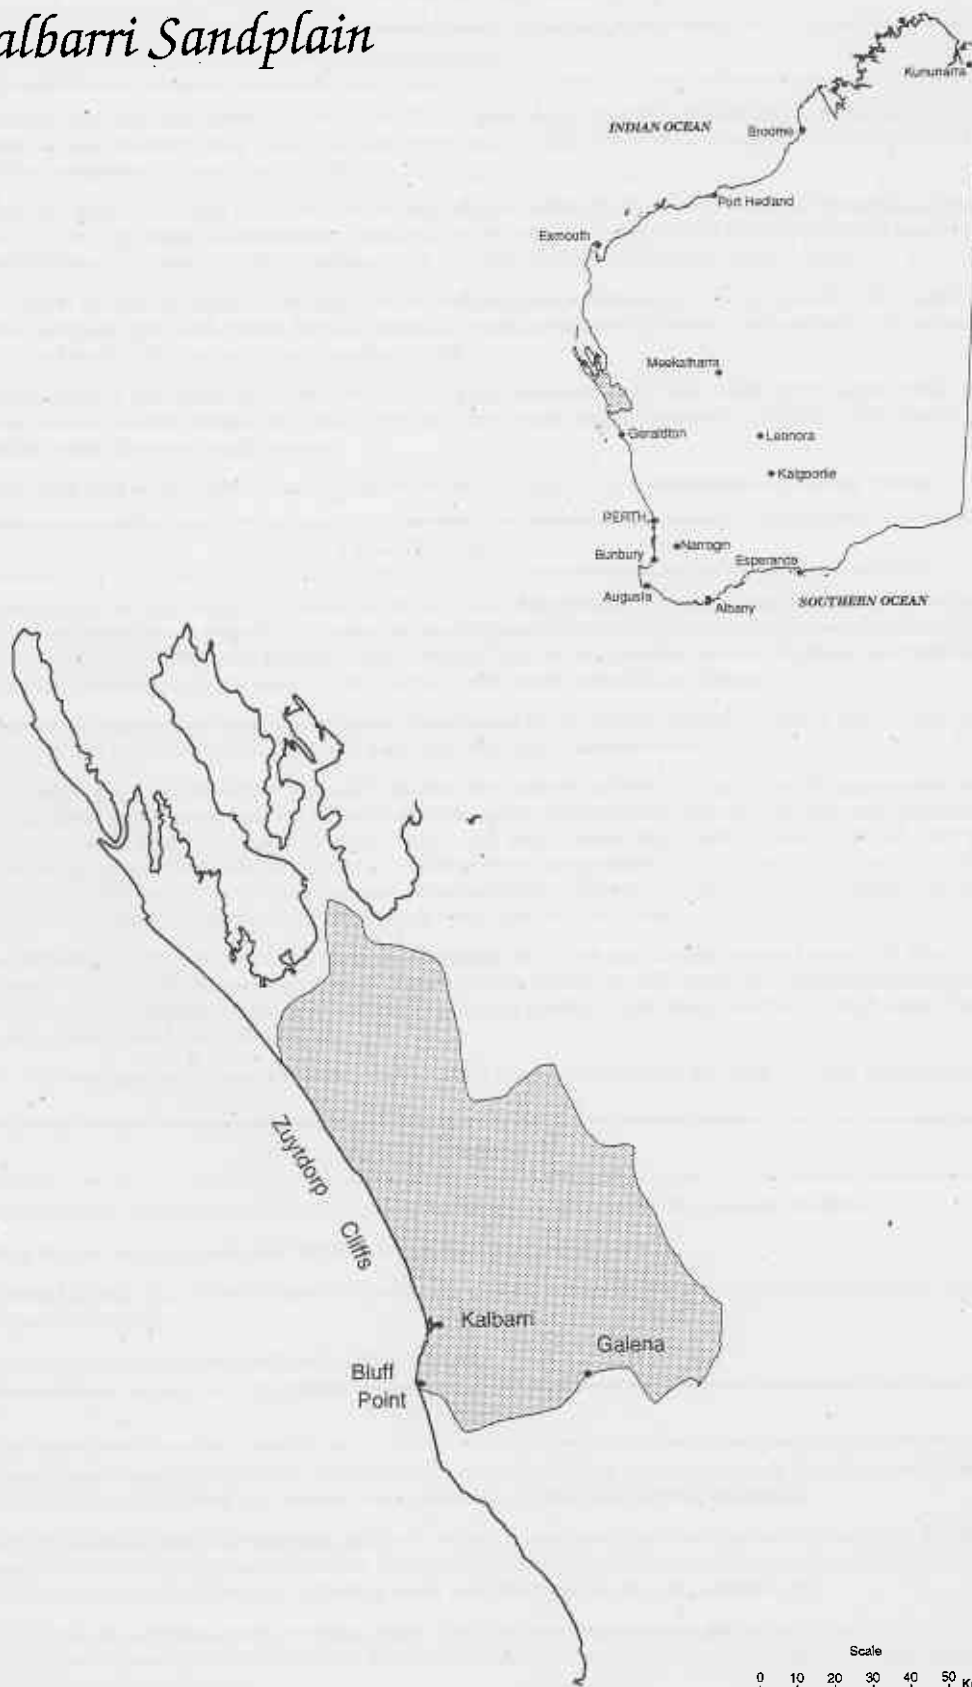 albarri Sandplain
Kununurra
INDIAN OCEAN
Broome
Port Hedland
Exmouth
Meekatharra
Geraldton
Leonora
Kalgoorlie
PERTH
Narrogin
Bunbury
Esperance
Augusta
Albany
SOUTHERN OCEAN
Zuytdorp
Cliffs
Kalbarri
Galena
Bluff
Point
Scale
0 10 20 30 40 50 K